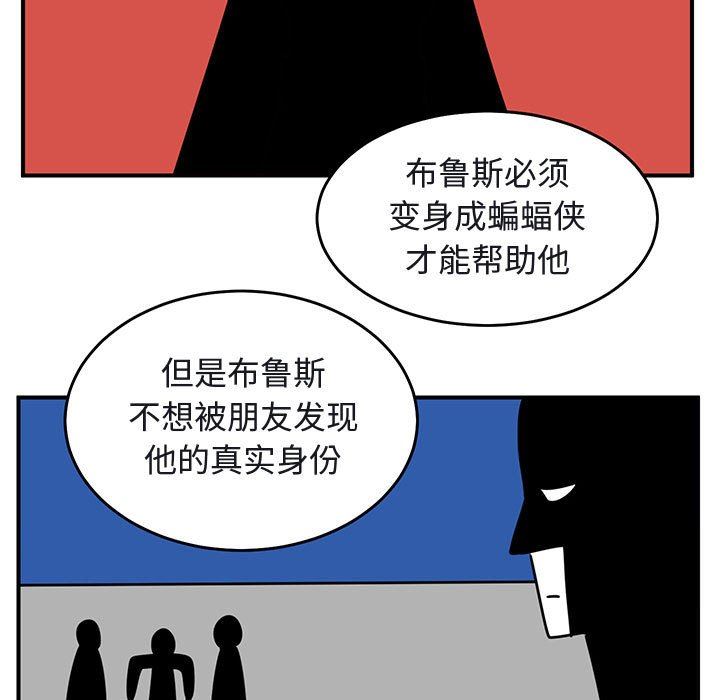 布鲁斯必须
变身成蝙蝠侠
才能帮助他
但是布鲁斯
不想被朋友发现
他的真实身份